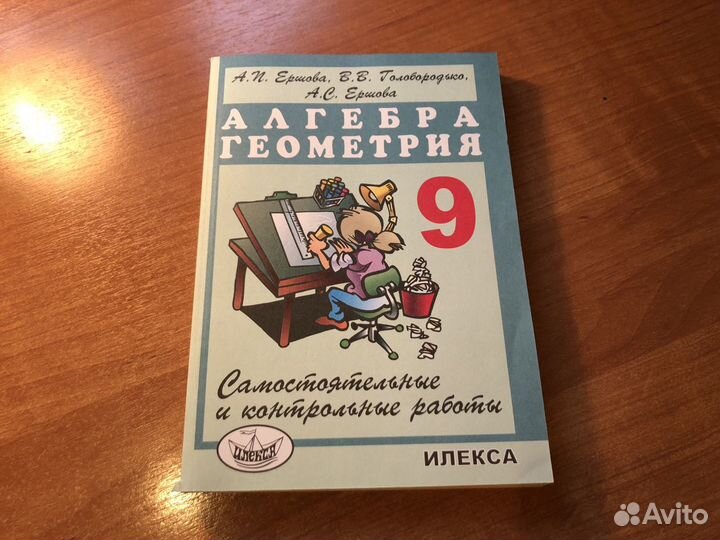 А.П. Ершова, В.В. Голобородько,
А.С. Ершова
АЛГЕБРА
ГЕОМЕТРИЯ
9
Самостоятельные
и контрольные работы
ИЛЕКСА
ИЛЕКСА
Avito